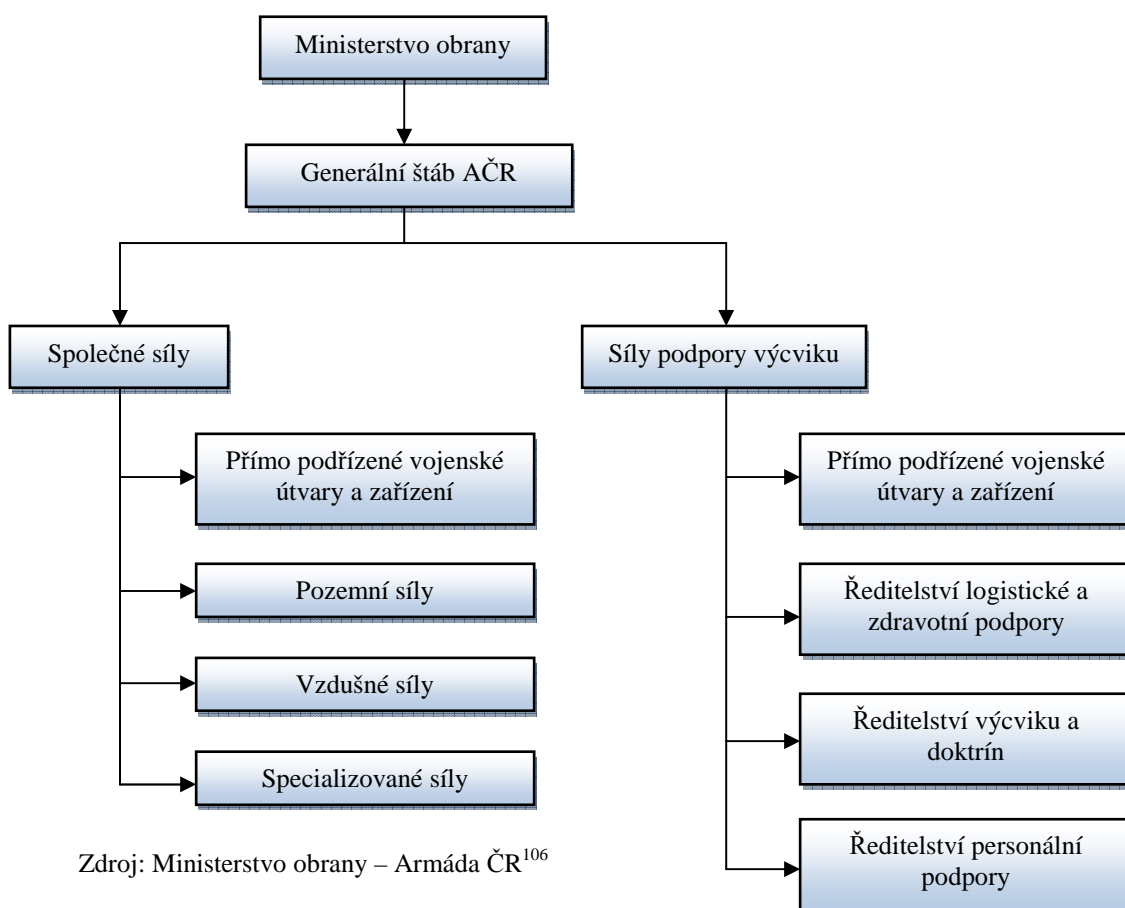 Ministerstvo obrany
Generální štáb AČR
Společné síly
Přímo podřízené vojenské
útvary a zařízení
Pozemní síly
Vzdušné síly
Specializované síly
Síly podpory výcviku
Přímo podřízené vojenské
útvary a zařízení
Ředitelství logistické a
zdravotní podpory
Ředitelství výcviku a
doktrín
Ředitelství personální
podpory
Zdroj: Ministerstvo obrany – Armáda ČR106